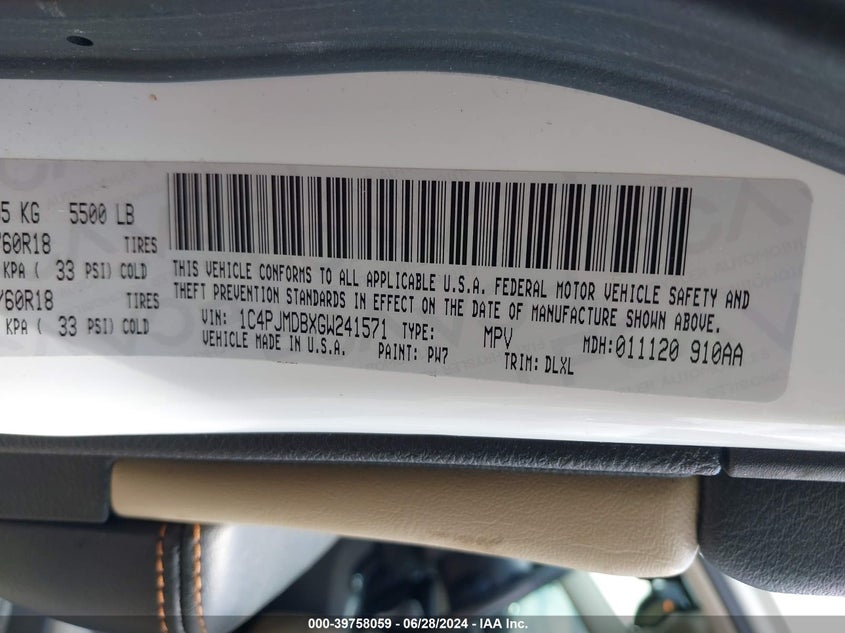 5 KG 5500 LB
/60R18 TIRES
KPA ( 33 PSI) COLD
/60R18 TIRES
KPA ( 33 PSI) COLD
THIS VEHICLE CONFORMS TO ALL APPLICABLE U.S.A. FEDERAL MOTOR VEHICLE SAFETY AND
THEFT PREVENTION STANDARDS IN EFFECT ON THE DATE OF MANUFACTURE SHOWN ABOVE.
VIN: 1C4PJMDBXGW241571 TYPE: MPV MDH:011120 910AA
VEHICLE MADE IN U.S.A. PAINT: PW7 TRIM: DLXL
000-39758059 - 06/28/2024 - IAA Inc.